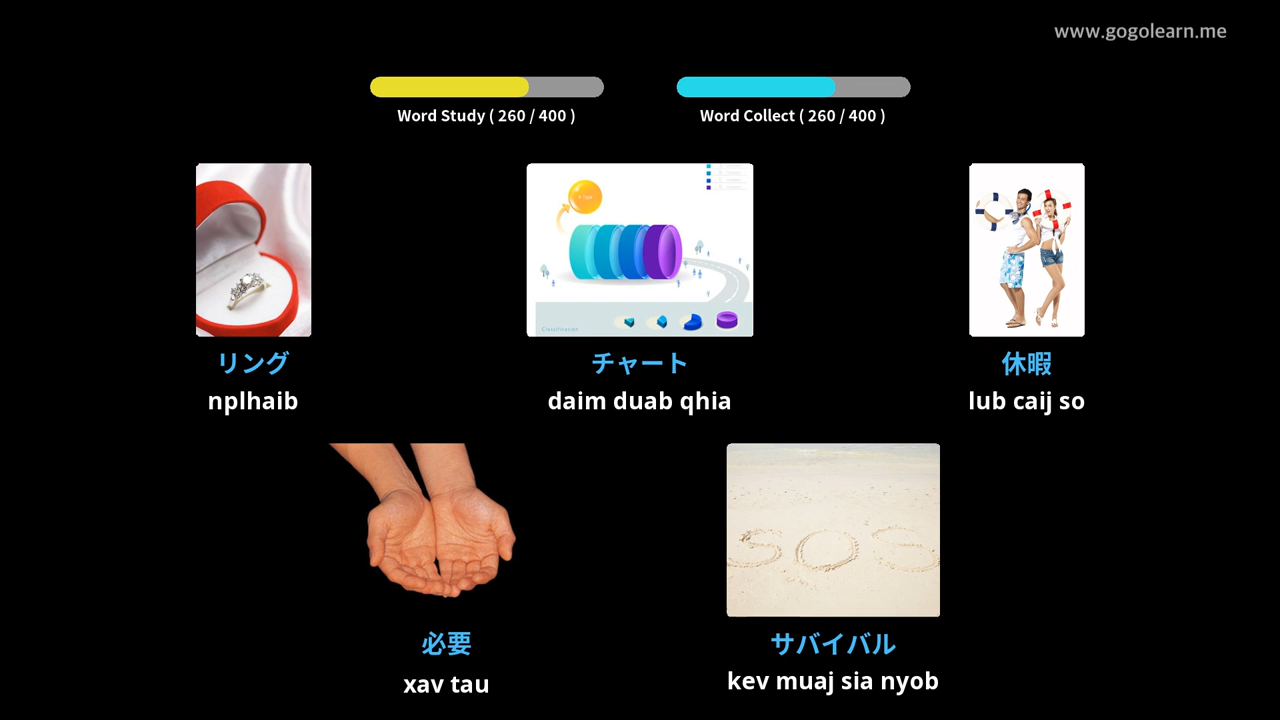 www.gogolearn.me
Word Study ( 260 / 400 )
Word Collect ( 260 / 400 )
リング
nplhaib
チャート
daim duab qhia
休暇
lub caij so
Classification
必要
xav tau
SOS
サバイバル
kev muaj sia nyob